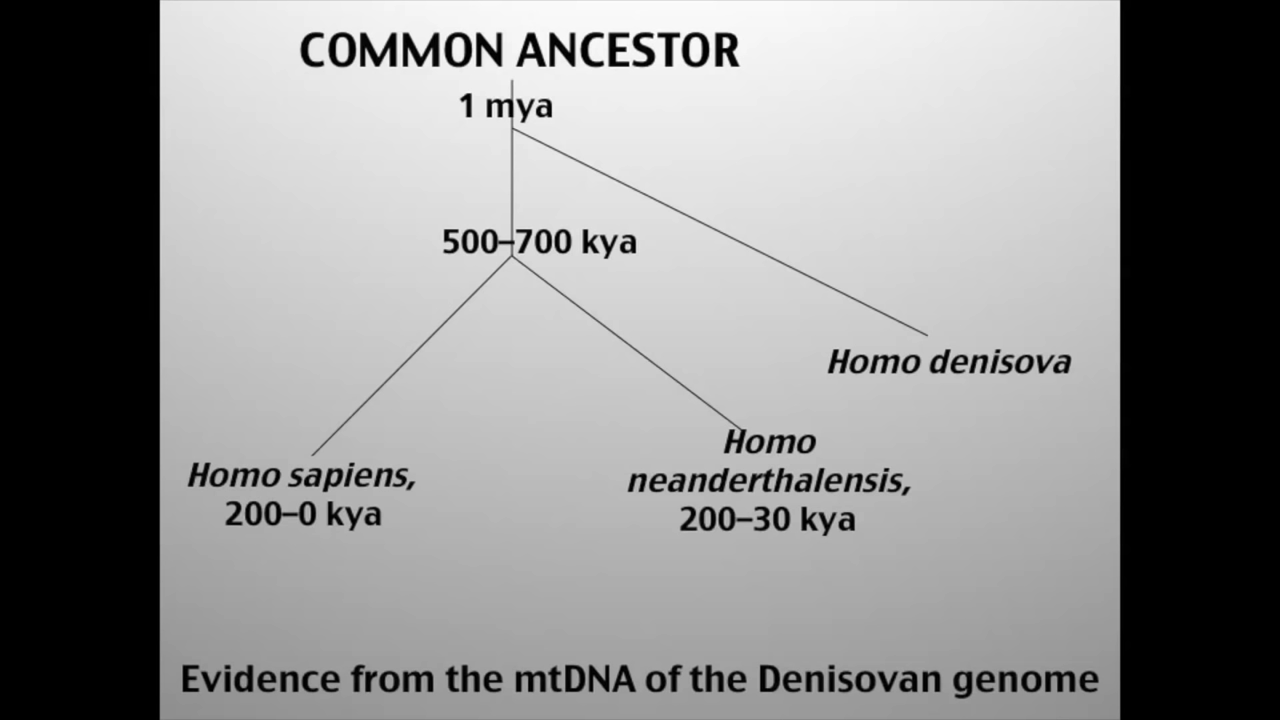 COMMON ANCESTOR
1 mya
500–700 kya
Homo denisova
Homo sapiens,
200–0 kya
Homo
neanderthalensis,
200–30 kya
Evidence from the mtDNA of the Denisovan genome